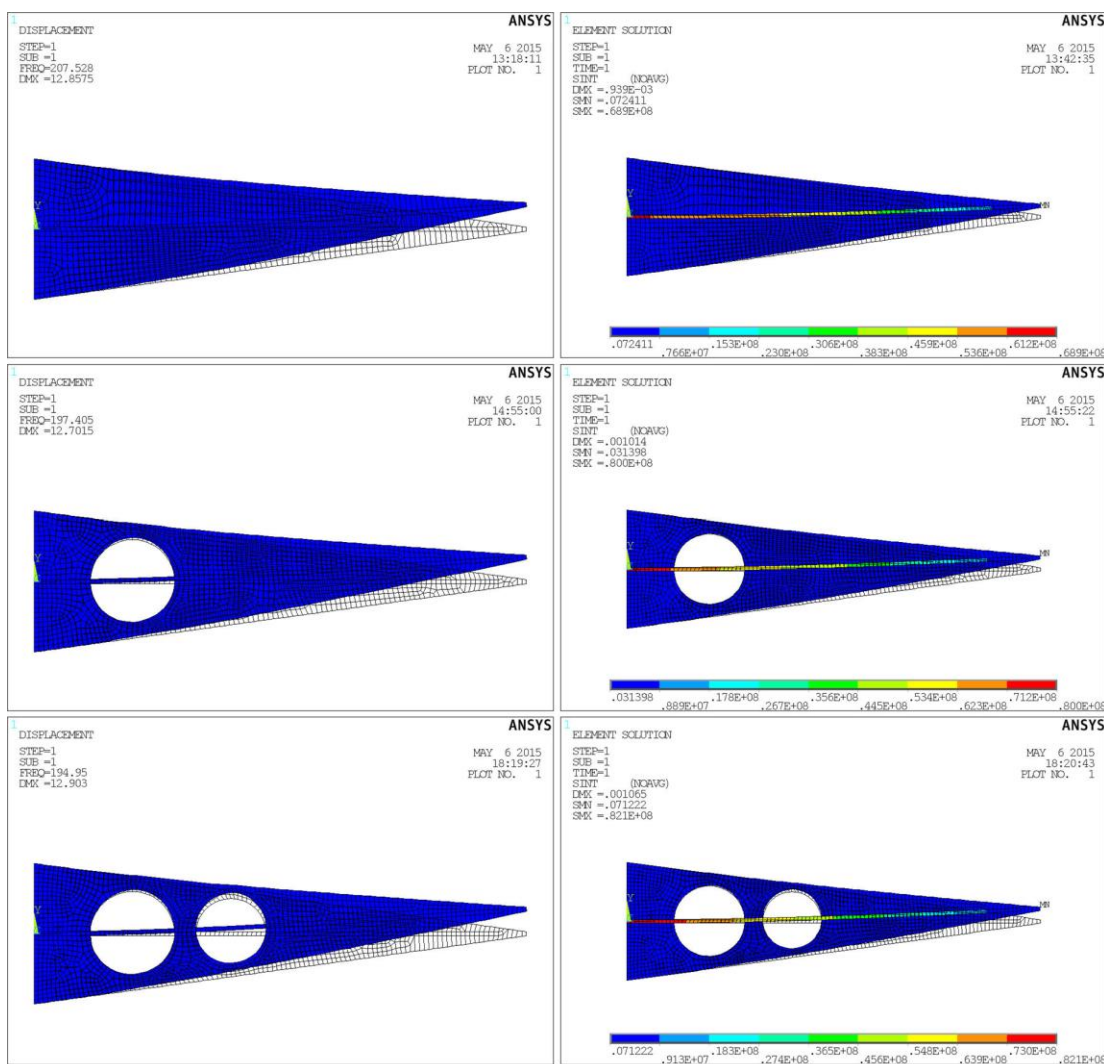 1
ANSYS
DISPLACEMENT
STEP=1
SUB =1
FREQ=207.528
DMX =12.8575
MAY 6 2015
13:18:11
PLOT NO. 1
Y
1
ANSYS
ELEMENT SOLUTION
STEP=1
SUB =1
TIME=1
SINT (NOAVG)
DMX =.939E-03
SMN =.072411
SMX =.689E+08
MAY 6 2015
13:42:35
PLOT NO. 1
Y
MN
.072411 .153E+08 .306E+08 .459E+08 .612E+08
.766E+07 .230E+08 .383E+08 .536E+08 .689E+08
1
ANSYS
DISPLACEMENT
STEP=1
SUB =1
FREQ=197.405
DMX =12.7015
MAY 6 2015
14:55:00
PLOT NO. 1
Y
1
ANSYS
ELEMENT SOLUTION
STEP=1
SUB =1
TIME=1
SINT (NOAVG)
DMX =.001014
SMN =.031398
SMX =.800E+08
MAY 6 2015
14:55:22
PLOT NO. 1
Y
MN
.031398 .178E+08 .356E+08 .534E+08 .712E+08
.889E+07 .267E+08 .445E+08 .623E+08 .800E+08
1
ANSYS
DISPLACEMENT
STEP=1
SUB =1
FREQ=194.95
DMX =12.903
MAY 6 2015
18:19:27
PLOT NO. 1
Y
1
ANSYS
ELEMENT SOLUTION
STEP=1
SUB =1
TIME=1
SINT (NOAVG)
DMX =.001065
SMN =.071222
SMX =.821E+08
MAY 6 2015
18:20:43
PLOT NO. 1
Y
MN
.071222 .183E+08 .365E+08 .548E+08 .730E+08
.913E+07 .274E+08 .456E+08 .639E+08 .821E+08